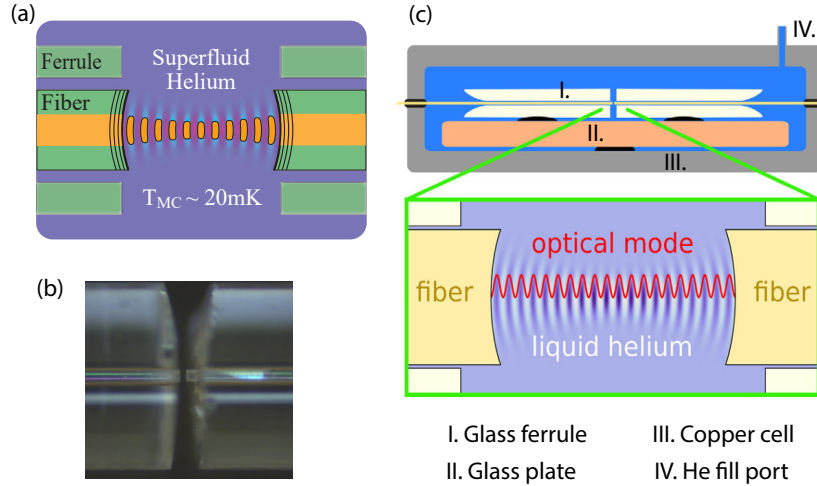 (a)
Ferrule
Superfluid
Helium
Fiber
T_MC ~ 20mK
(b)
(c)
IV.
I.
II.
III.
optical mode
fiber
fiber
liquid helium
I. Glass ferrule
III. Copper cell
II. Glass plate
IV. He fill port